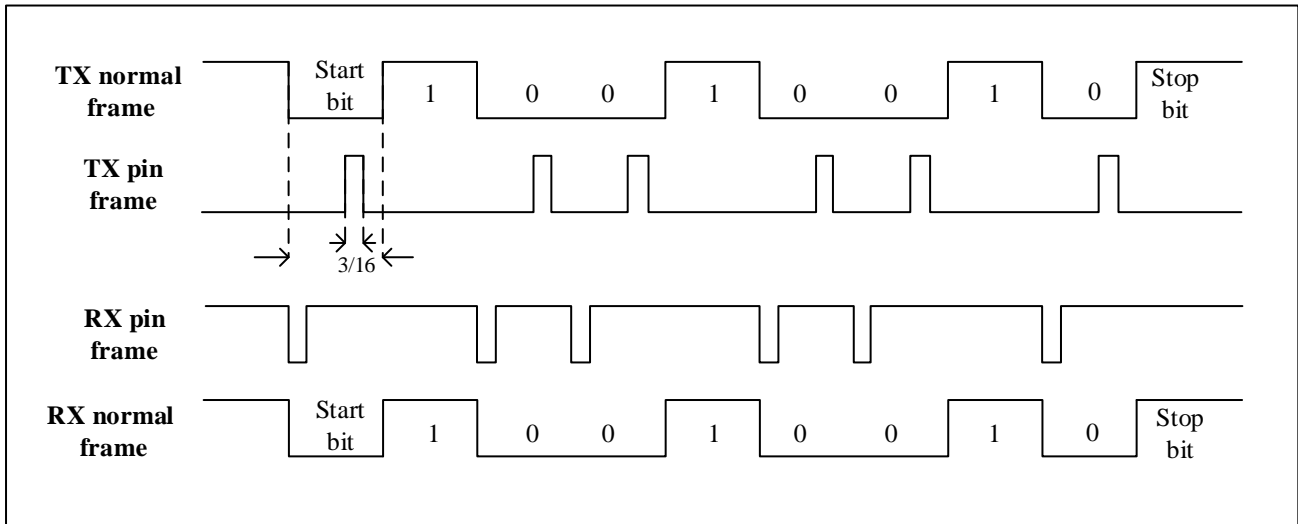 TX normal
frame
Start
bit
1 0 0 1 0 0 1 0
Stop
bit
TX pin
frame
3/16
RX pin
frame
RX normal
frame
Start
bit
1 0 0 1 0 0 1 0
Stop
bit